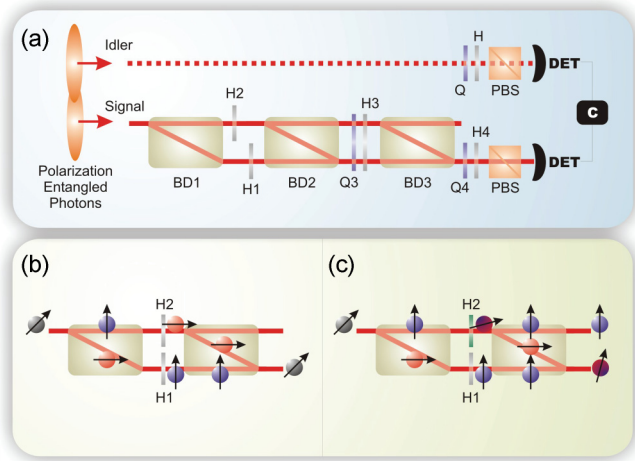 (a)
Idler
H
DET
Q
PBS
C
Signal
H2
H3
H4
DET
Polarization
Entangled
Photons
BD1
H1
BD2
Q3
BD3
Q4
PBS
(b)
H2
H1
(c)
H2
H1